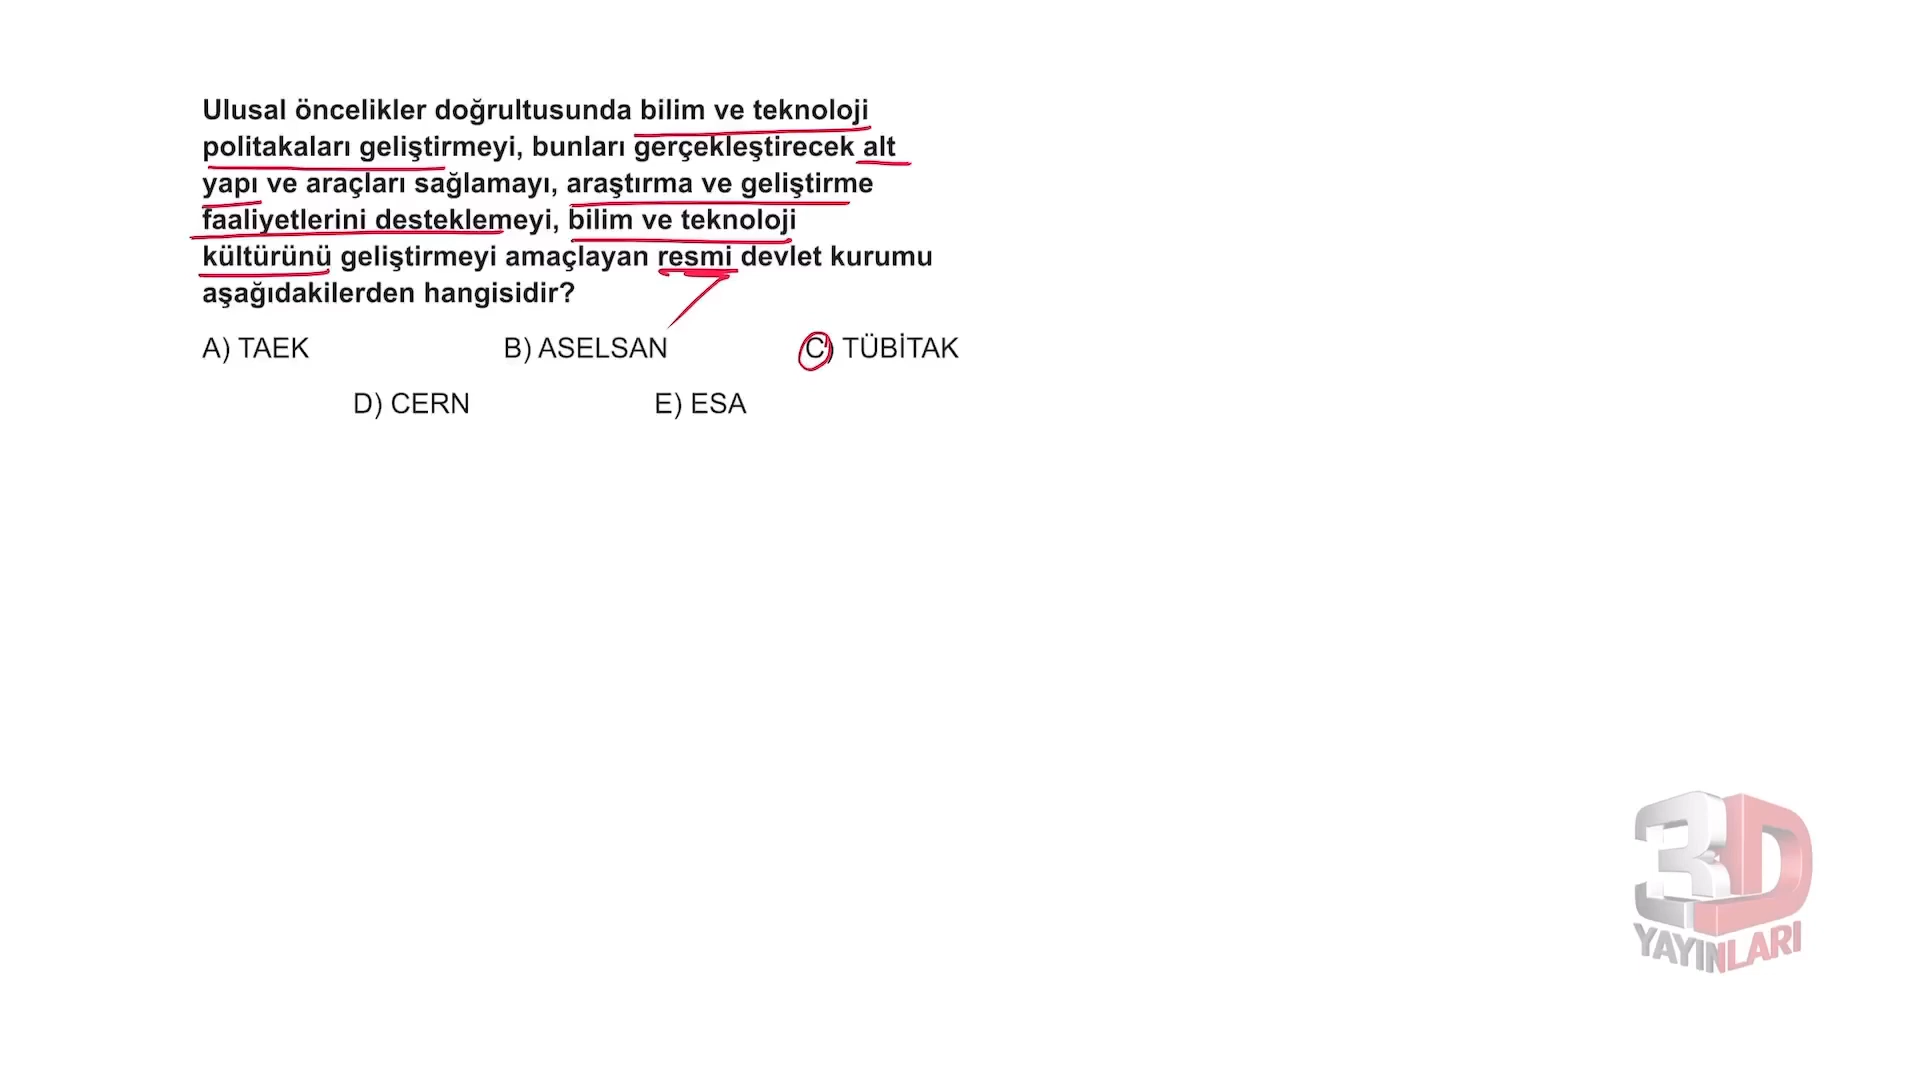 Ulusal öncelikler doğrultusunda bilim ve teknoloji
politakaları geliştirmeyi, bunları gerçekleştirecek alt
yapı ve araçları sağlamayı, araştırma ve geliştirme
faaliyetlerini desteklemeyi, bilim ve teknoloji
kültürünü geliştirmeyi amaçlayan resmi devlet kurumu
aşağıdakilerden hangisidir?
A) TAEK B) ASELSAN C) TÜBİTAK
D) CERN E) ESA
3D
YAYINLARI